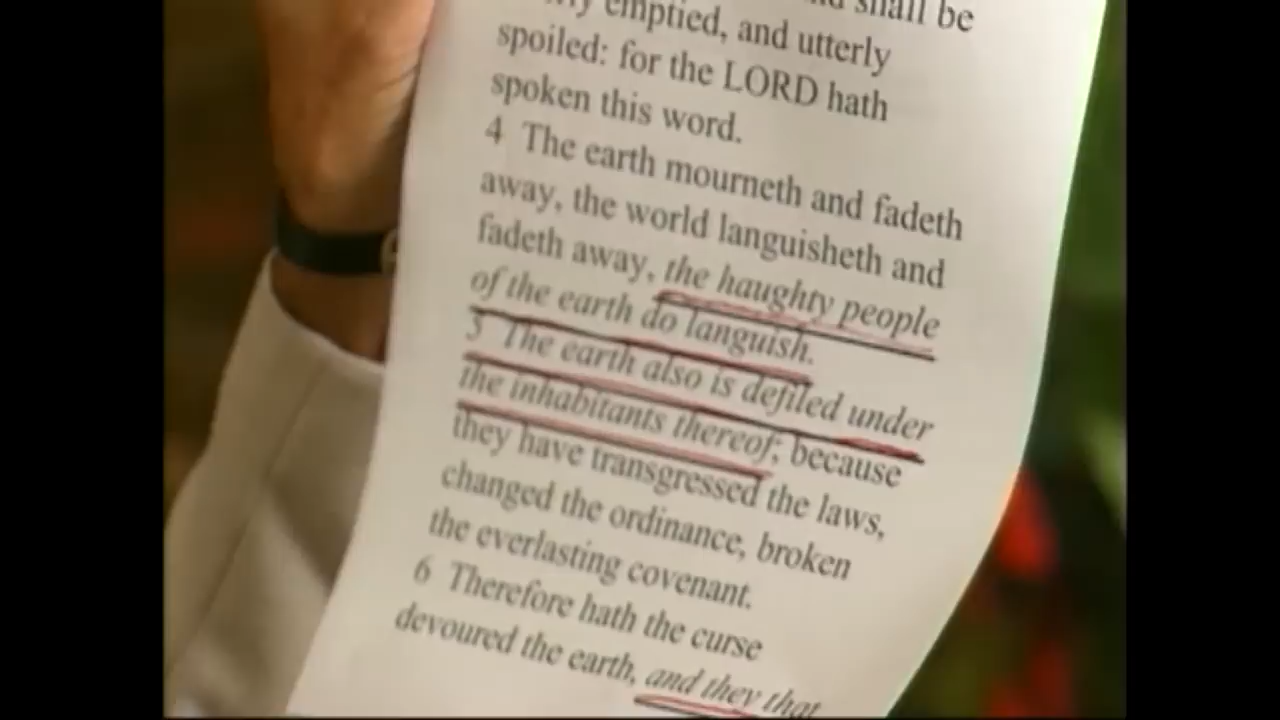 shall be
emptied, and utterly
spoiled: for the LORD hath
spoken this word.
4 The earth mourneth and fadeth
away, the world languisheth and
fadeth away, the haughty people
of the earth do languish.
5 The earth also is defiled under
the inhabitants thereof; because
they have transgressed the laws,
changed the ordinance, broken
the everlasting covenant.
6 Therefore hath the curse
devoured the earth, and they that